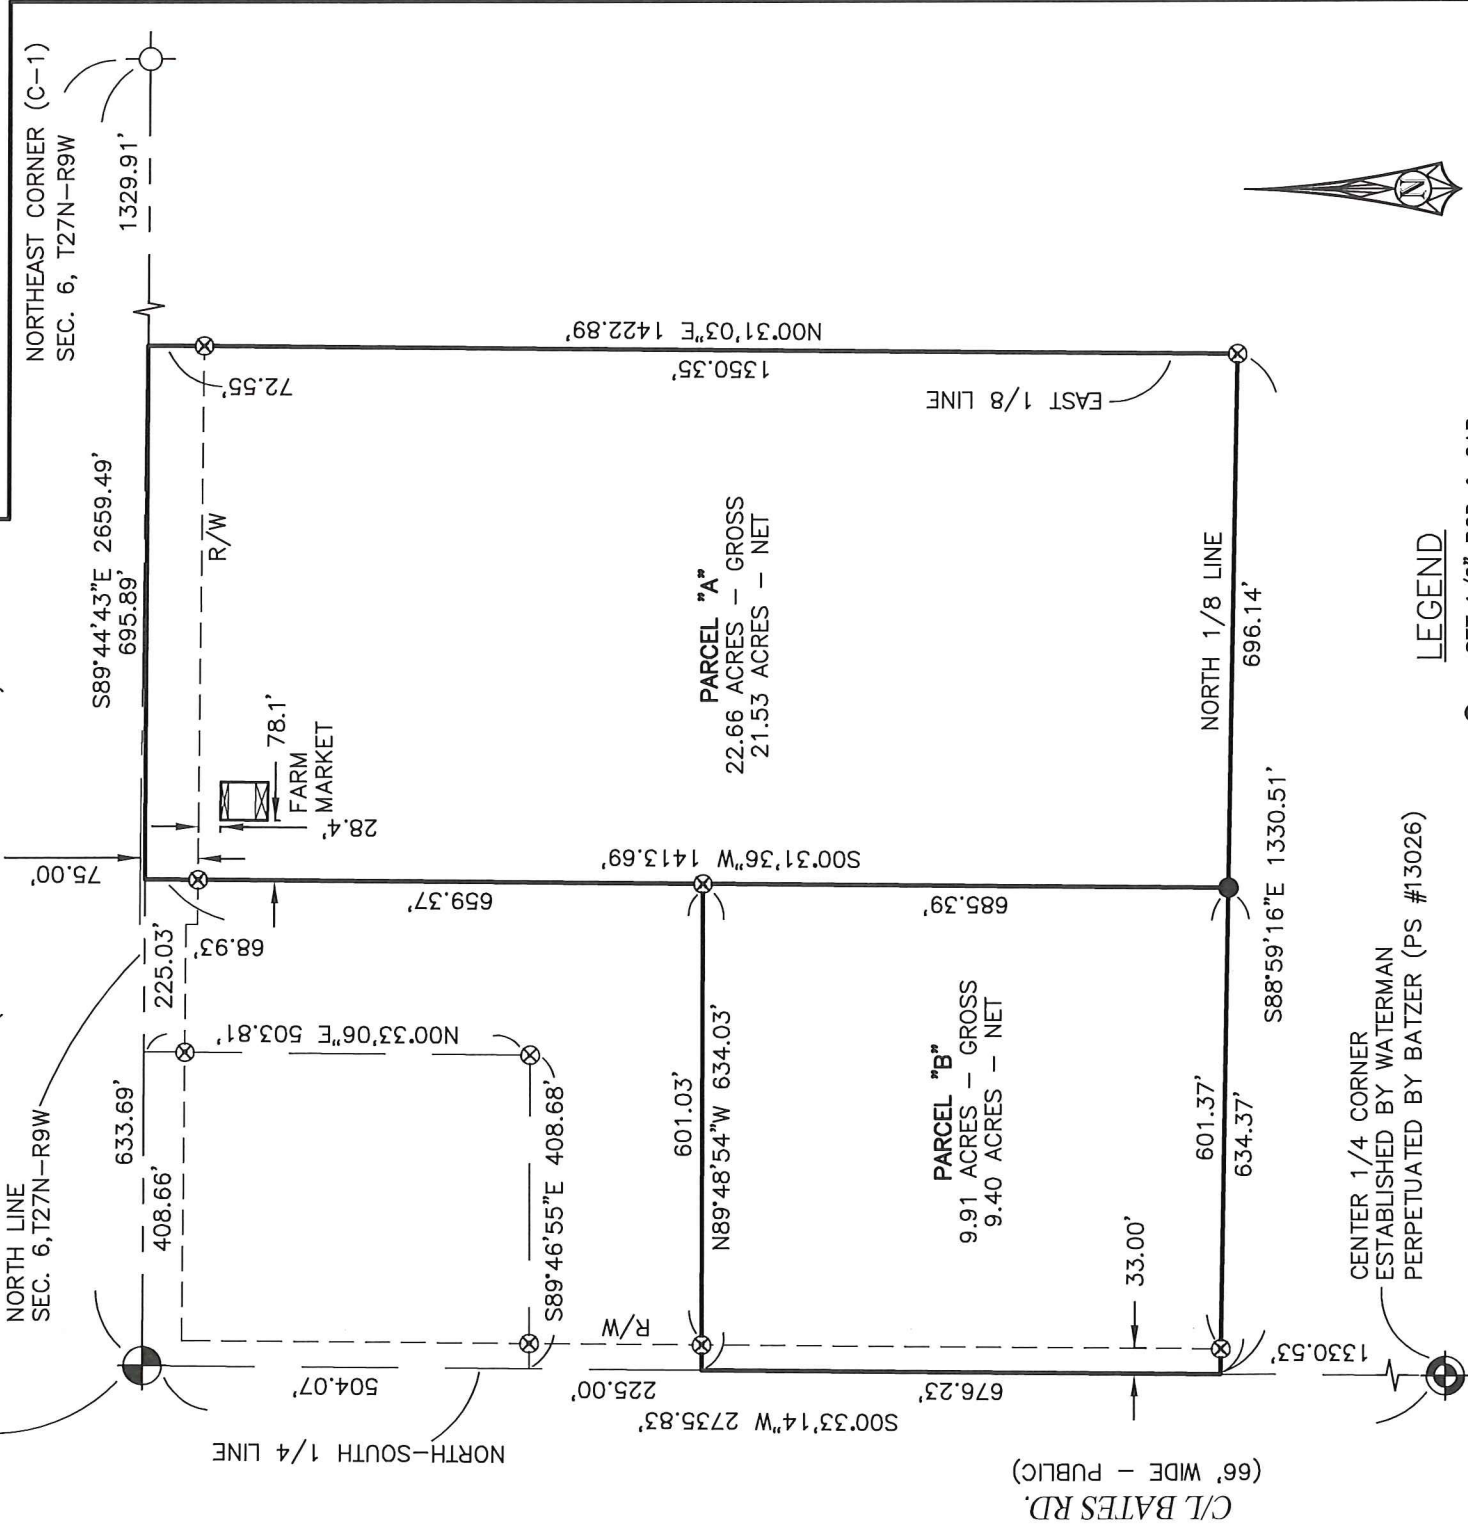 NORTHEAST CORNER (C-1)
SEC. 6, T27N-R9W
1329.91'
S89°44'43"E 2659.49'
695.89'
72.55'
R/W
N00°31'03"E 1422.89'
1350.35'
EAST 1/8 LINE
N
75.00'
78.1'
FARM
MARKET
28.4'
PARCEL "A"
22.66 ACRES - GROSS
21.53 ACRES - NET
NORTH 1/8 LINE
696.14'
S00°31'36"W 1413.69'
659.37'
685.39'
68.93'
225.03'
NORTH LINE
SEC. 6,T27N-R9W
633.69'
408.66'
N00°33'06"E 503.81'
S89°46'55"E 408.68'
504.07'
NORTH-SOUTH 1/4 LINE
R/W
225.00'
601.03'
N89°48'54"W 634.03'
PARCEL "B"
9.91 ACRES - GROSS
9.40 ACRES - NET
33.00'
676.23'
S00°33'14"W 2735.83'
601.37'
634.37'
S88°59'16"E 1330.51'
1330.53'
CENTER 1/4 CORNER
ESTABLISHED BY WATERMAN
PERPETUATED BY BATZER (PS #13026)
C/L BATES RD.
(66' WIDE - PUBLIC)
LEGEND